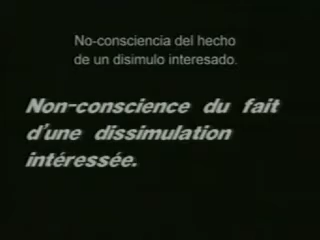 No-consciencia del hecho
de un disimulo interesado.
Non-conscience du fait
d'une dissimulation
intéressée.